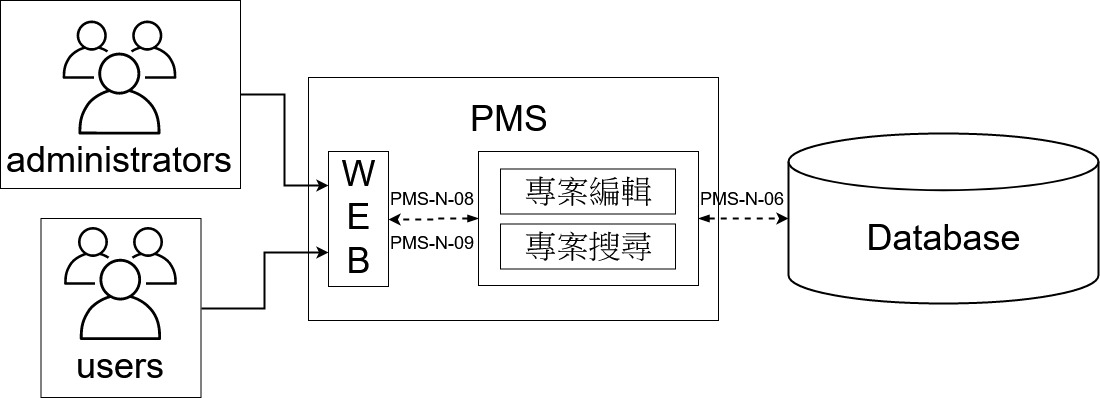 administrators
users
PMS
W
E
B
PMS-N-08
PMS-N-09
專案編輯
專案搜尋
PMS-N-06
Database